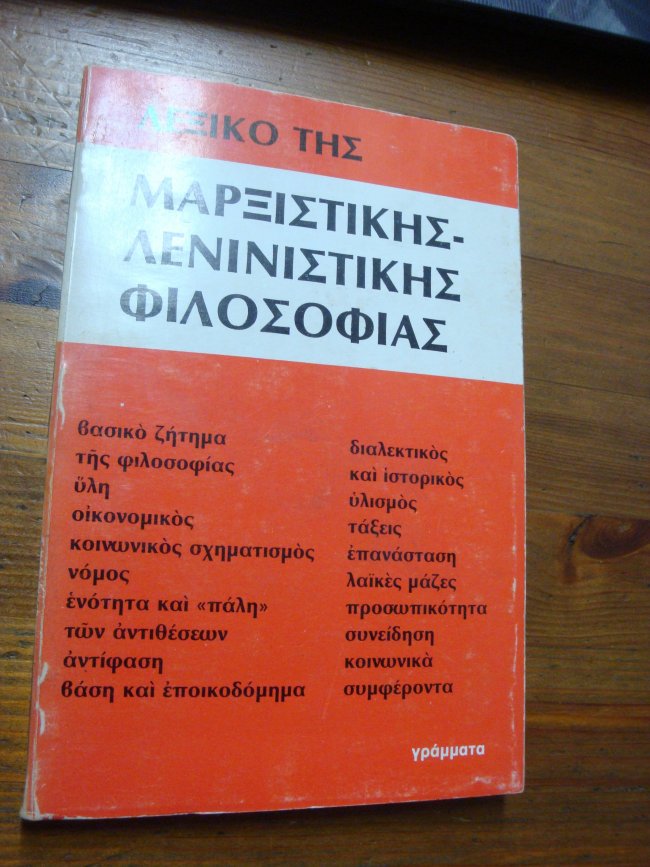 ΛΕΞΙΚΟ ΤΗΣ
ΜΑΡΞΙΣΤΙΚΗΣ-
ΛΕΝΙΝΙΣΤΙΚΗΣ
ΦΙΛΟΣΟΦΙΑΣ
βασικὸ ζήτημα
τῆς φιλοσοφίας
ὕλη
οἰκονομικὸς
κοινωνικὸς σχηματισμὸς
νόμος
ἑνότητα καὶ «πάλη»
τῶν ἀντιθέσεων
ἀντίφαση
βάση καὶ ἐποικοδόμημα
διαλεκτικὸς
καὶ ἱστορικὸς
ὑλισμὸς
τάξεις
ἐπανάσταση
λαϊκὲς μάζες
προσωπικότητα
συνείδηση
κοινωνικὰ
συμφέροντα
γράμματα